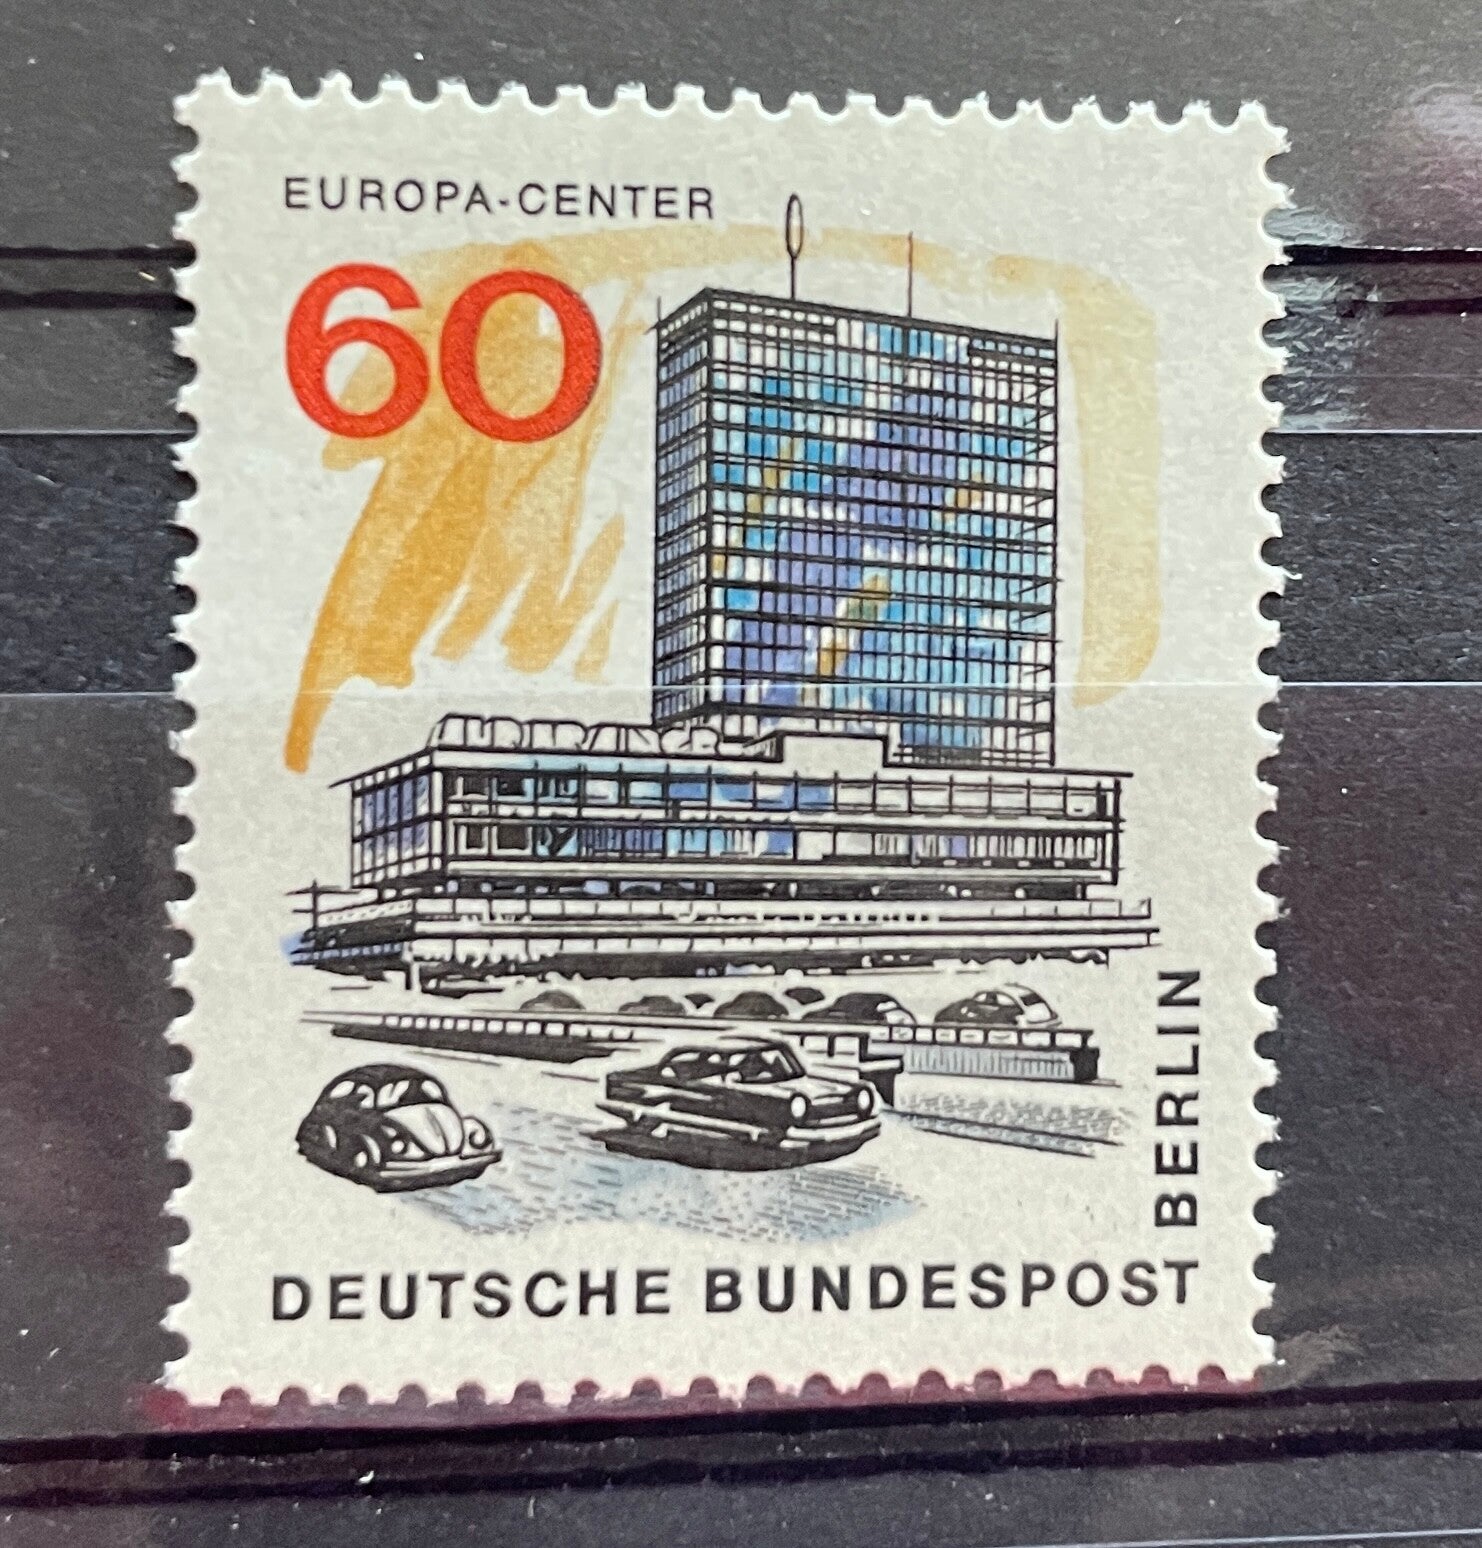 EUROPA-CENTER
60
BERLIN
DEUTSCHE BUNDESPOST